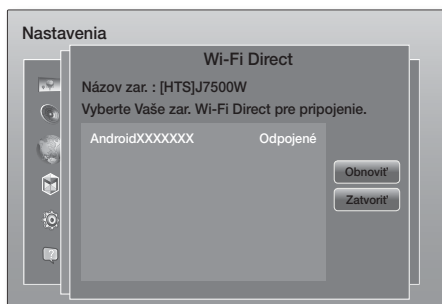 Nastavenia
Wi-Fi Direct
Názov zar. : [HTS]J7500W
Vyberte Vaše zar. Wi-Fi Direct pre pripojenie.
AndroidXXXXXXX Odpojené
Obnoviť
Zatvoriť
?